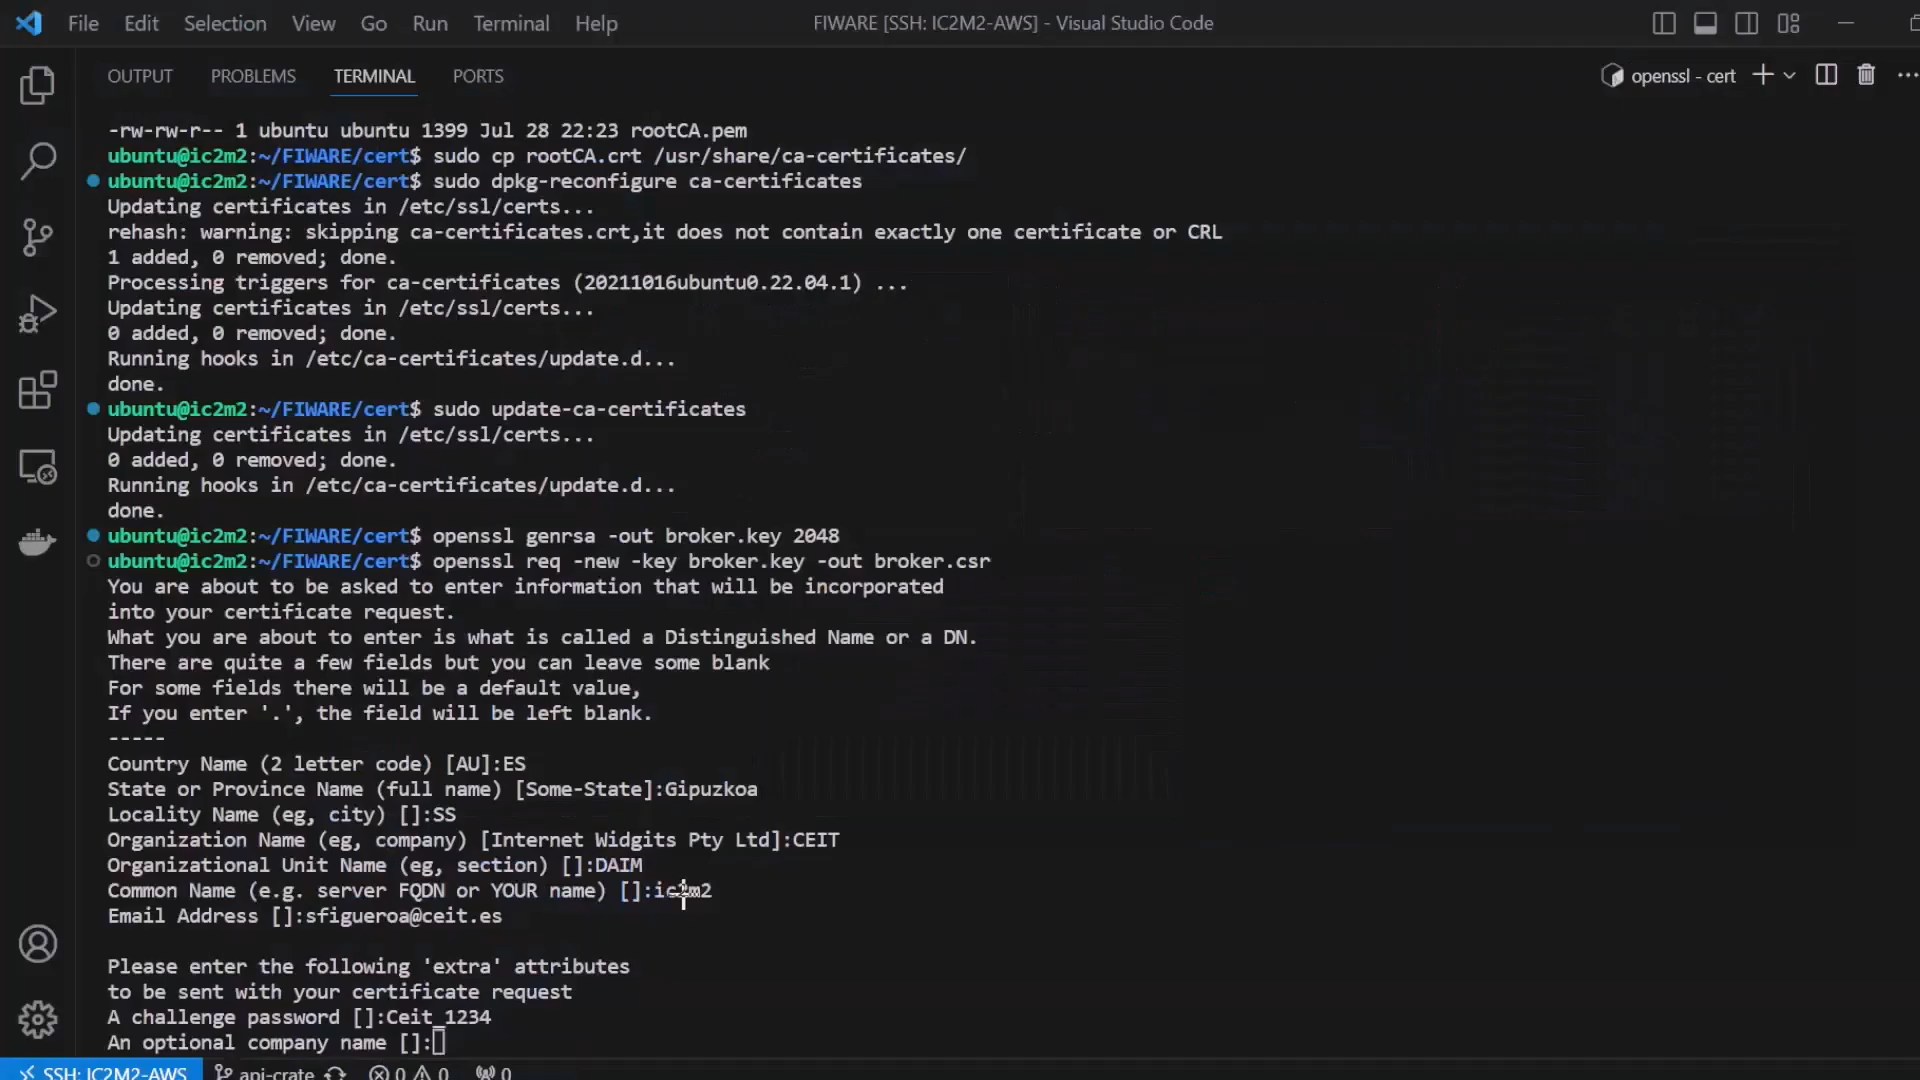 File Edit Selection View Go Run Terminal Help FIWARE [SSH: IC2M2-AWS] - Visual Studio Code
OUTPUT PROBLEMS TERMINAL PORTS openssl - cert
-rw-rw-r-- 1 ubuntu ubuntu 1399 Jul 28 22:23 rootCA.pem
ubuntu@ic2m2:~/FIWARE/cert$ sudo cp rootCA.crt /usr/share/ca-certificates/
ubuntu@ic2m2:~/FIWARE/cert$ sudo dpkg-reconfigure ca-certificates
Updating certificates in /etc/ssl/certs...
rehash: warning: skipping ca-certificates.crt,it does not contain exactly one certificate or CRL
1 added, 0 removed; done.
Processing triggers for ca-certificates (20211016ubuntu0.22.04.1) ...
Updating certificates in /etc/ssl/certs...
0 added, 0 removed; done.
Running hooks in /etc/ca-certificates/update.d...
done.
ubuntu@ic2m2:~/FIWARE/cert$ sudo update-ca-certificates
Updating certificates in /etc/ssl/certs...
0 added, 0 removed; done.
Running hooks in /etc/ca-certificates/update.d...
done.
ubuntu@ic2m2:~/FIWARE/cert$ openssl genrsa -out broker.key 2048
ubuntu@ic2m2:~/FIWARE/cert$ openssl req -new -key broker.key -out broker.csr
You are about to be asked to enter information that will be incorporated
into your certificate request.
What you are about to enter is what is called a Distinguished Name or a DN.
There are quite a few fields but you can leave some blank
For some fields there will be a default value,
If you enter '.', the field will be left blank.
-----
Country Name (2 letter code) [AU]:ES
State or Province Name (full name) [Some-State]:Gipuzkoa
Locality Name (eg, city) []:SS
Organization Name (eg, company) [Internet Widgits Pty Ltd]:CEIT
Organizational Unit Name (eg, section) []:DAIM
Common Name (e.g. server FQDN or YOUR name) []:ic2m2
Email Address []:sfigueroa@ceit.es
Please enter the following 'extra' attributes
to be sent with your certificate request
A challenge password []:Ceit_1234
An optional company name []:
SSH: IC2M2-AWS api-crate 0 0 0